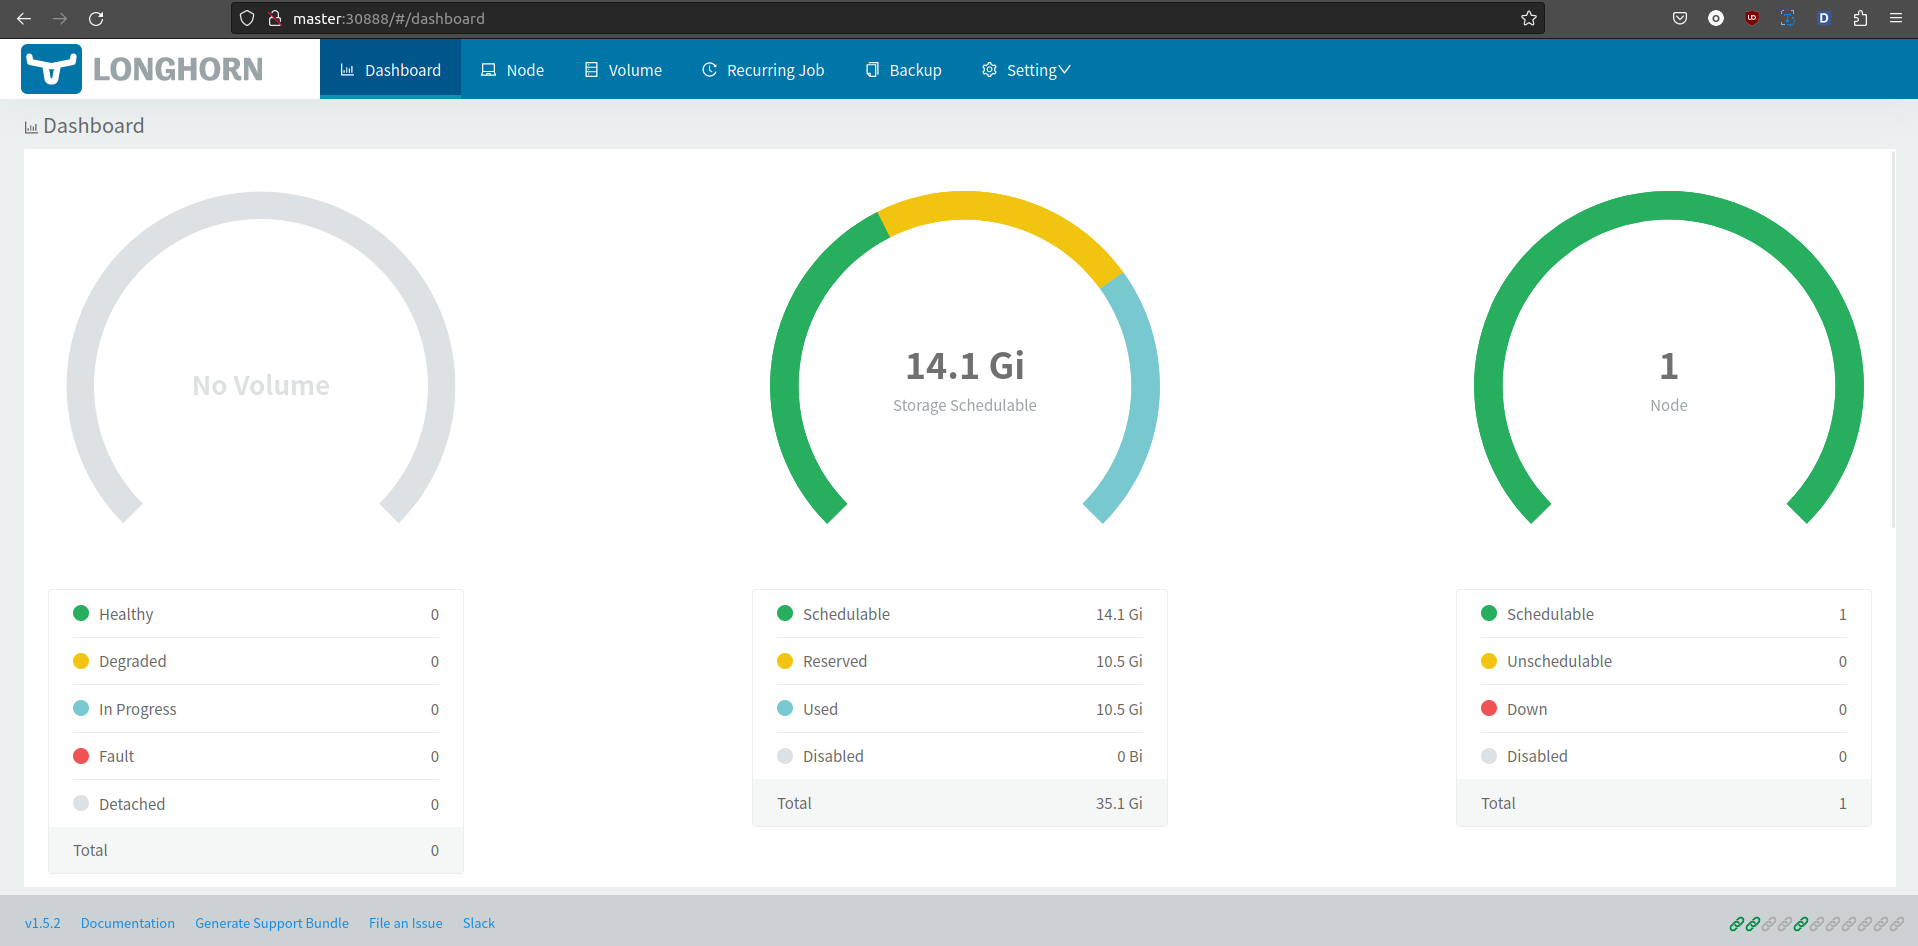 master:30888/#/dashboard
LONGHORN
Dashboard
Node
Volume
Recurring Job
Backup
Setting
Dashboard
No Volume
14.1 Gi
Storage Schedulable
1
Node
Healthy 0
Degraded 0
In Progress 0
Fault 0
Detached 0
Total 0
Schedulable 14.1 Gi
Reserved 10.5 Gi
Used 10.5 Gi
Disabled 0 Bi
Total 35.1 Gi
Schedulable 1
Unschedulable 0
Down 0
Disabled 0
Total 1
v1.5.2 Documentation Generate Support Bundle File an Issue Slack